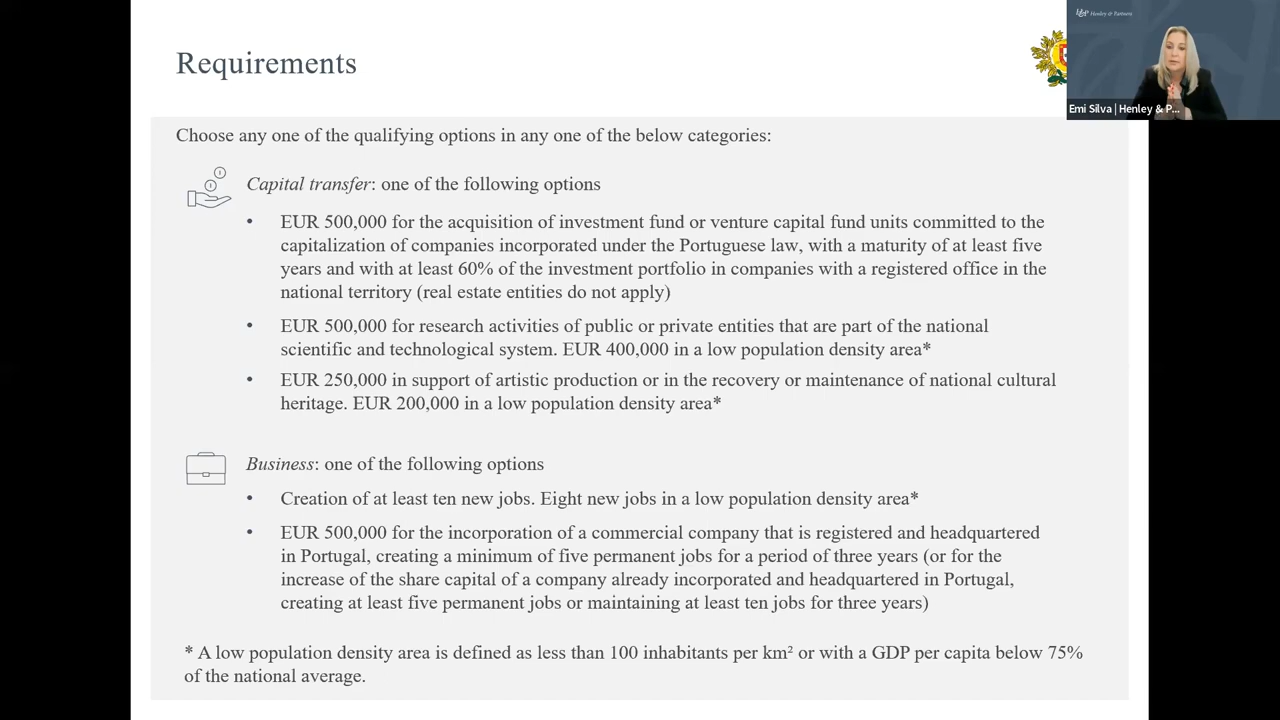 Requirements
Henley & Partners
Emi Silva | Henley & P...
Choose any one of the qualifying options in any one of the below categories:
Capital transfer: one of the following options
• EUR 500,000 for the acquisition of investment fund or venture capital fund units committed to the
capitalization of companies incorporated under the Portuguese law, with a maturity of at least five
years and with at least 60% of the investment portfolio in companies with a registered office in the
national territory (real estate entities do not apply)
• EUR 500,000 for research activities of public or private entities that are part of the national
scientific and technological system. EUR 400,000 in a low population density area*
• EUR 250,000 in support of artistic production or in the recovery or maintenance of national cultural
heritage. EUR 200,000 in a low population density area*
Business: one of the following options
• Creation of at least ten new jobs. Eight new jobs in a low population density area*
• EUR 500,000 for the incorporation of a commercial company that is registered and headquartered
in Portugal, creating a minimum of five permanent jobs for a period of three years (or for the
increase of the share capital of a company already incorporated and headquartered in Portugal,
creating at least five permanent jobs or maintaining at least ten jobs for three years)
* A low population density area is defined as less than 100 inhabitants per km² or with a GDP per capita below 75%
of the national average.